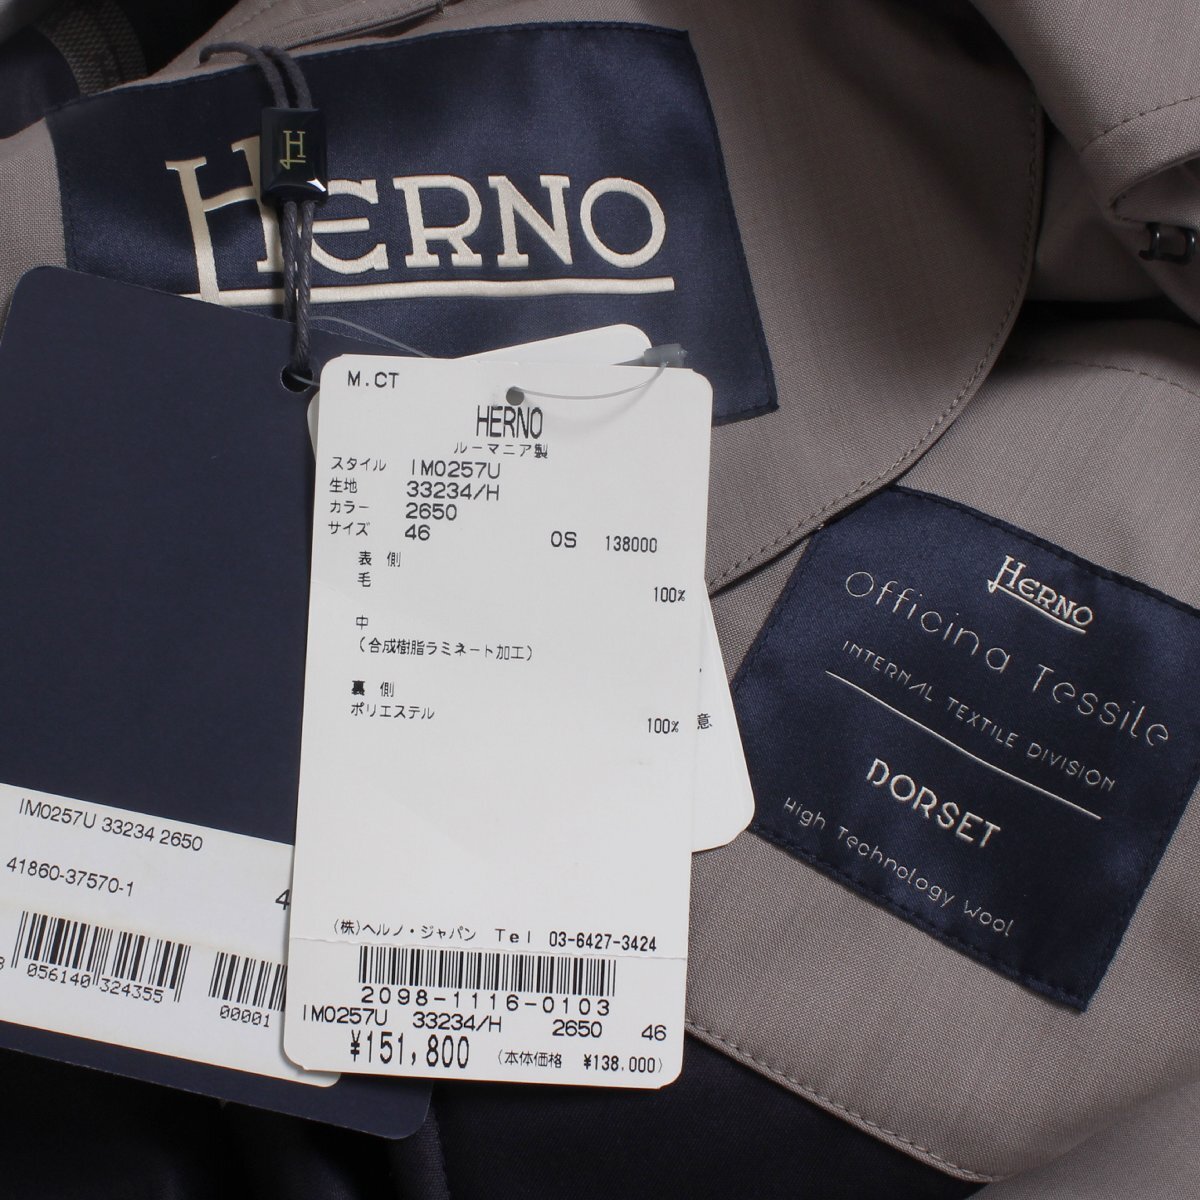 HERNO
H
M.CT
HERNO
ルーマニア製
スタイル IM0257U
生地 33234/H
カラー 2650
サイズ 46 OS 138000
表 側
毛 100%
中
(合成樹脂ラミネート加工)
裏 側
ポリエステル 100%
意
(株)ヘルノ・ジャパン Tel 03-6427-3424
2098-1116-0103
IM0257U 33234/H 2650 46
¥151,800 (本体価格 ¥138,000)
IM0257U 33234 2650
41860-37570-1 4
8 056140 324355 00001
HERNO
Officina Tessile
INTERNAL TEXTILE DIVISION
DORSET
High Technology Wool